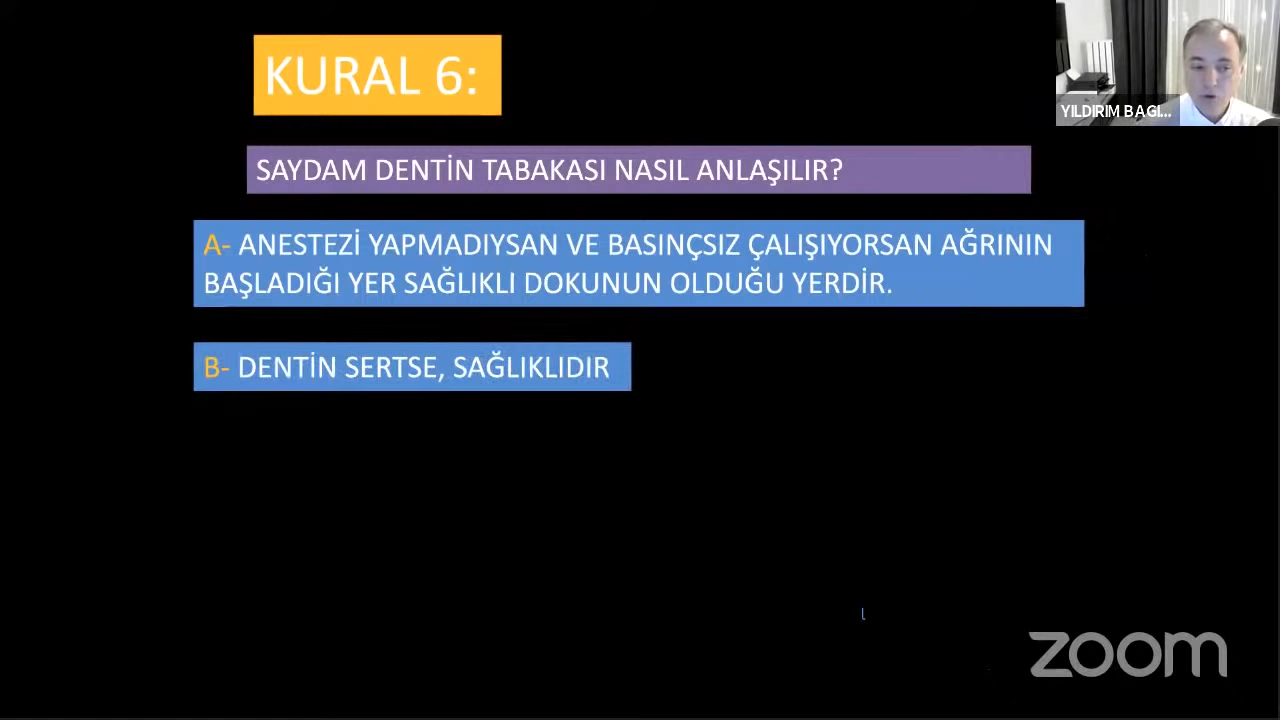 KURAL 6:
YILDIRIM BAGI...
SAYDAM DENTİN TABAKASI NASIL ANLAŞILIR?
A- ANESTEZİ YAPMADIYSAN VE BASINÇSIZ ÇALIŞIYORSAN AĞRININ
BAŞLADIĞI YER SAĞLIKLI DOKUNUN OLDUĞU YERDİR.
B- DENTİN SERTSE, SAĞLIKLIDIR
zoom